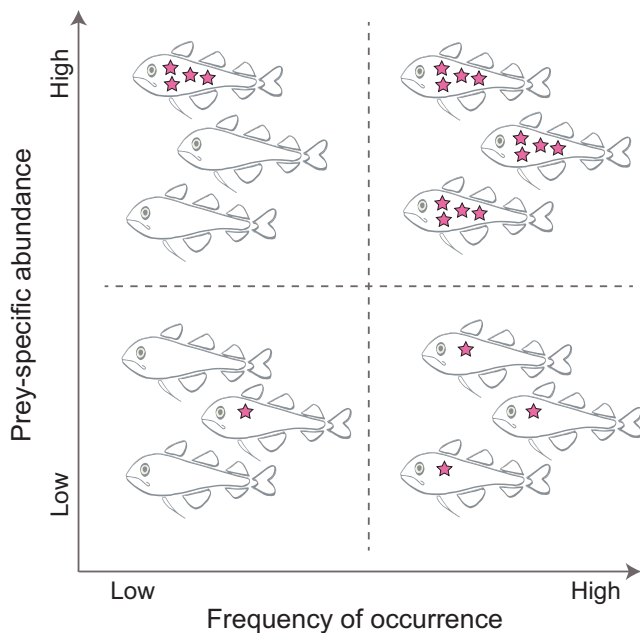 High
Prey-specific abundance
Low
Low
High
Frequency of occurrence